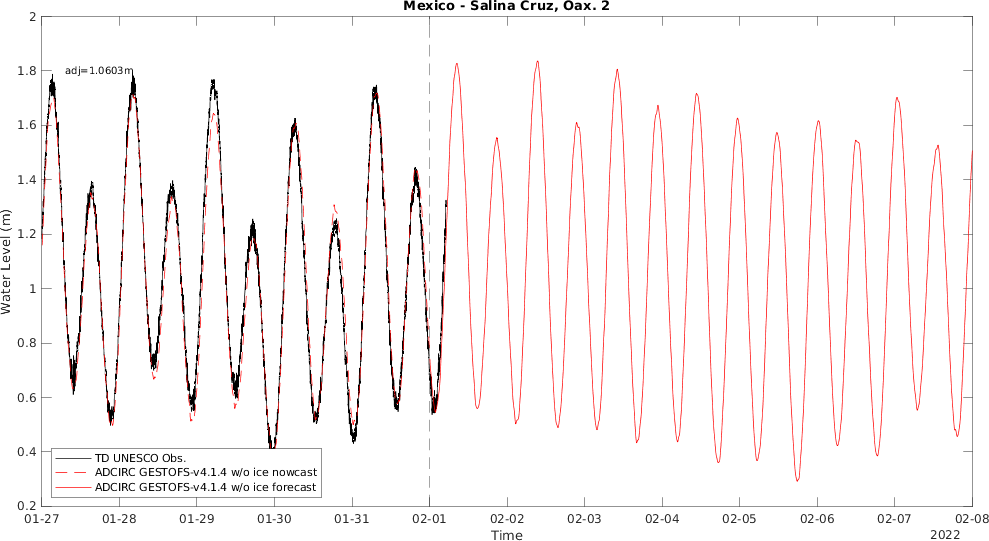 Mexico - Salina Cruz, Oax. 2
2
1.8
1.6
1.4
1.2
1
0.8
0.6
0.4
0.2
Water Level (m)
adj=1.0603m
TD UNESCO Obs.
ADCIRC GESTOFS-v4.1.4 w/o ice nowcast
ADCIRC GESTOFS-v4.1.4 w/o ice forecast
01-27 01-28 01-29 01-30 01-31 02-01 02-02 02-03 02-04 02-05 02-06 02-07 02-08
Time
2022